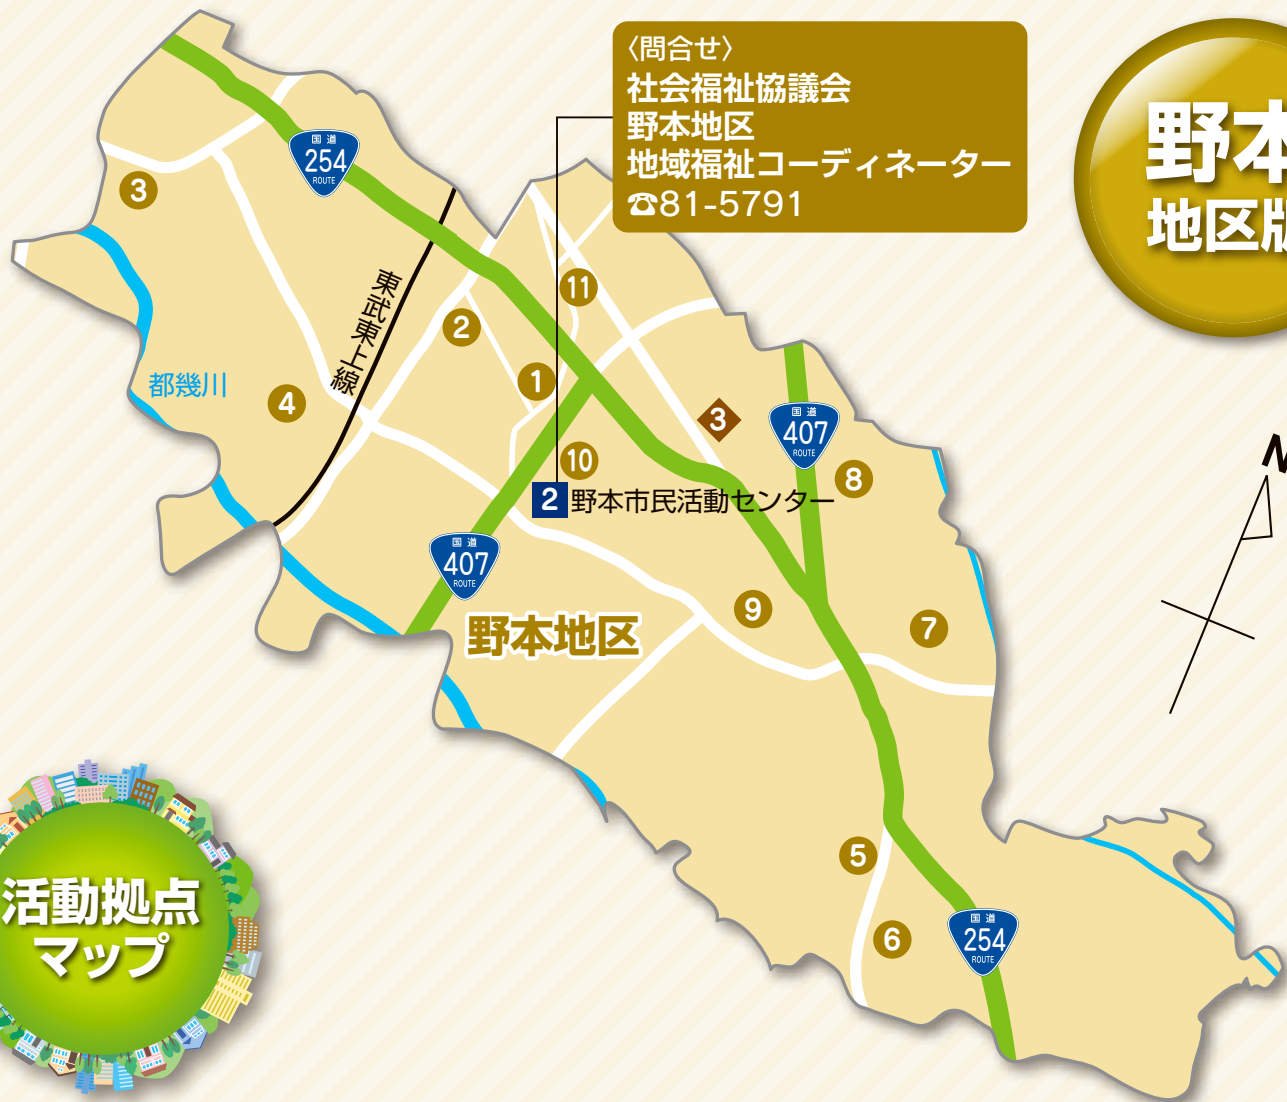 〈問合せ〉
社会福祉協議会
野本地区
地域福祉コーディネーター
☎81-5791
野本
地区版
国道
254
ROUTE
3
東武東上線
11
2
都幾川
1
4
3
国道
407
ROUTE
10
8
2 野本市民活動センター
N
国道
407
ROUTE
9
7
野本地区
5
6
国道
254
ROUTE
活動拠点
マップ